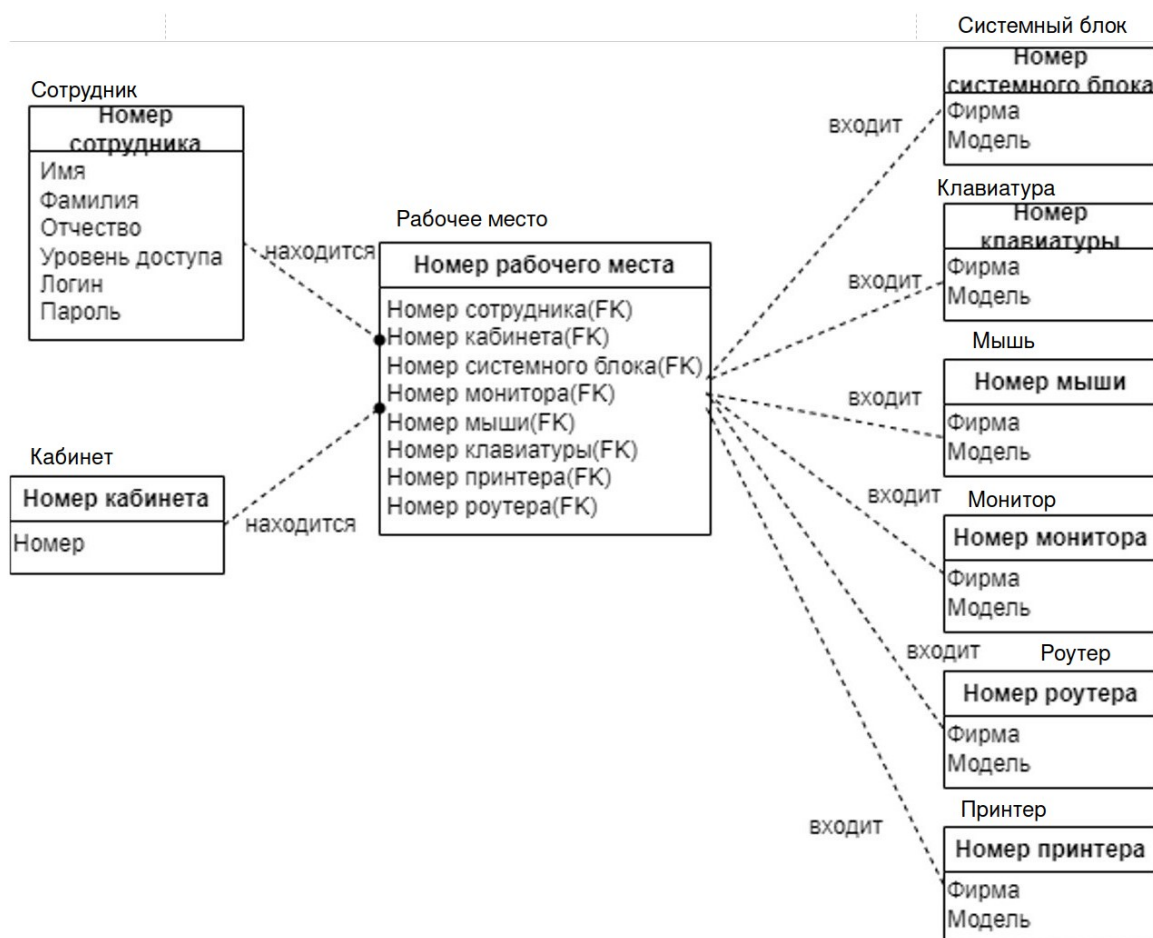 Системный блок
Номер
системного блока
Фирма
Модель
Сотрудник
Номер
сотрудника
Имя
Фамилия
Отчество
Уровень доступа
Логин
Пароль
находится
Рабочее место
Номер рабочего места
Номер сотрудника(FK)
Номер кабинета(FK)
Номер системного блока(FK)
Номер монитора(FK)
Номер мыши(FK)
Номер клавиатуры(FK)
Номер принтера(FK)
Номер роутера(FK)
Кабинет
Номер кабинета
Номер
находится
входит
Клавиатура
Номер
клавиатуры
Фирма
Модель
входит
Мышь
Номер мыши
Фирма
Модель
входит
Монитор
Номер монитора
Фирма
Модель
входит
Роутер
Номер роутера
Фирма
Модель
входит
Принтер
Номер принтера
Фирма
Модель
входит